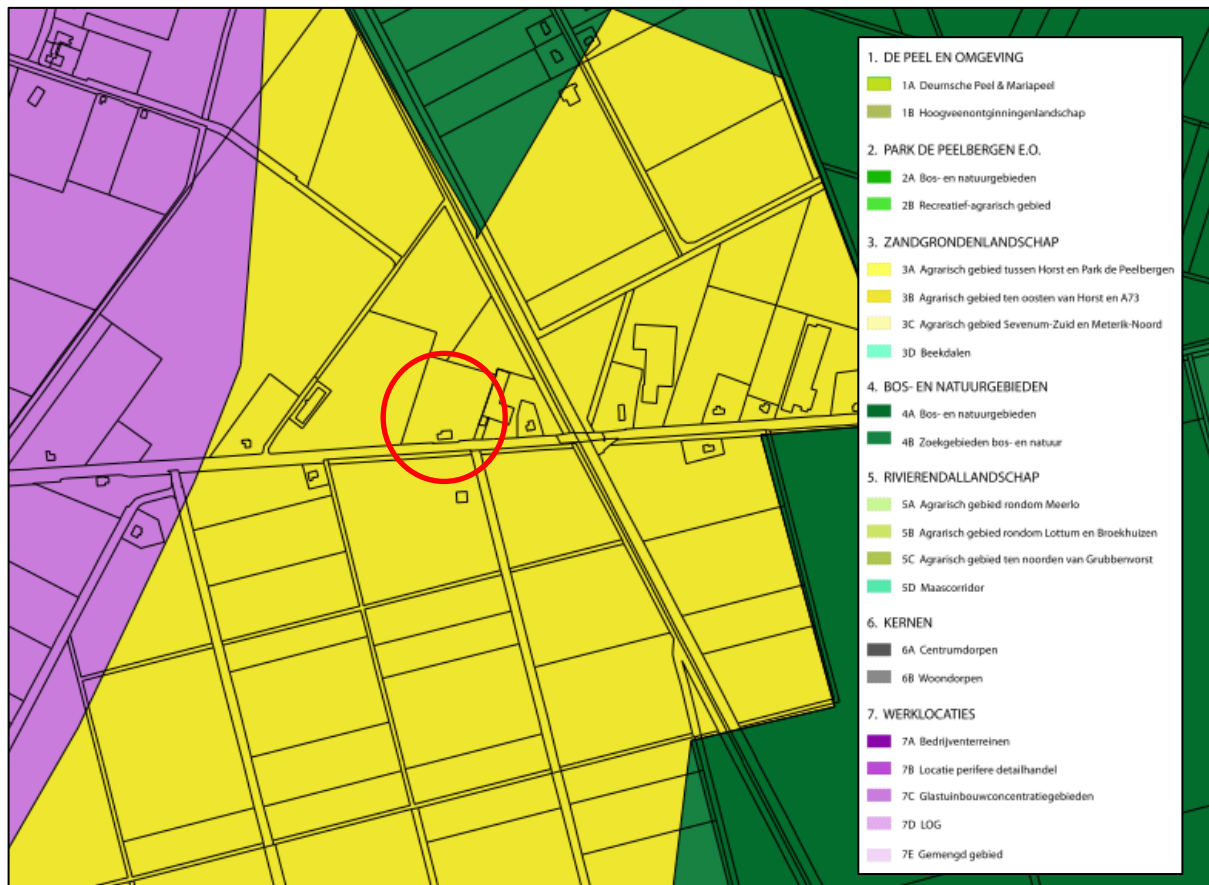 1. DE PEEL EN OMGEVING
1A Deurnsche Peel & Mariapeel
1B Hoogveenontginningenlandschap
2. PARK DE PEELBERGEN E.O.
2A Bos- en natuurgebieden
2B Recreatief-agrarisch gebied
3. ZANDGRONDENLANDSCHAP
3A Agrarisch gebied tussen Horst en Park de Peelbergen
3B Agrarisch gebied ten oosten van Horst en A73
3C Agrarisch gebied Sevenum-Zuid en Meterik-Noord
3D Beekdalen
4. BOS- EN NATUURGEBIEDEN
4A Bos- en natuurgebieden
4B Zoekgebieden bos- en natuur
5. RIVIERENDALLANDSCHAP
5A Agrarisch gebied rondom Meerlo
5B Agrarisch gebied rondom Lottum en Broekhuizen
5C Agrarisch gebied ten noorden van Grubbenvorst
5D Maascorridor
6. KERNEN
6A Centrumdorpen
6B Woondorpen
7. WERKLOCATIES
7A Bedrijventerreinen
7B Locatie perifere detailhandel
7C Glastuinbouwconcentratiegebieden
7D LOG
7E Gemengd gebied